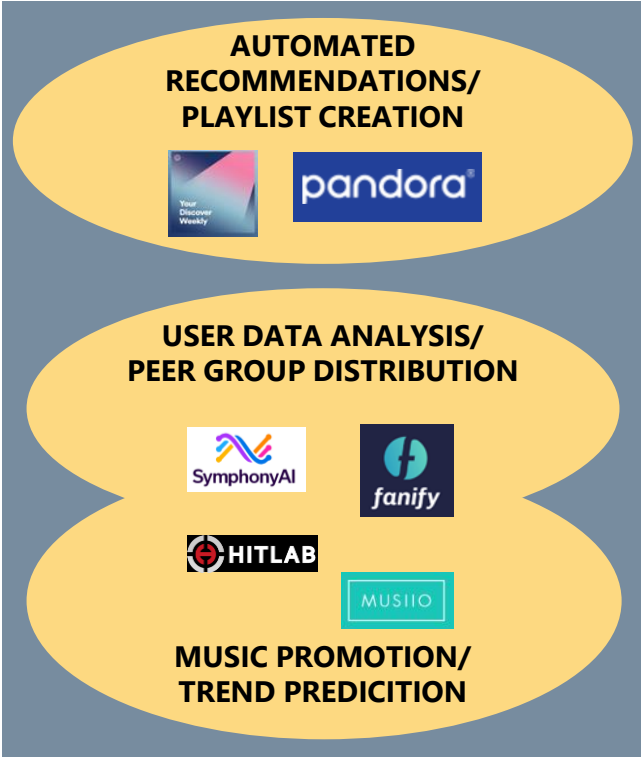 AUTOMATED
RECOMMENDATIONS/
PLAYLIST CREATION
Your
Discover
Weekly
pandora®
USER DATA ANALYSIS/
PEER GROUP DISTRIBUTION
SymphonyAI
fanify
HITLAB
MUSIIO
MUSIC PROMOTION/
TREND PREDICITION